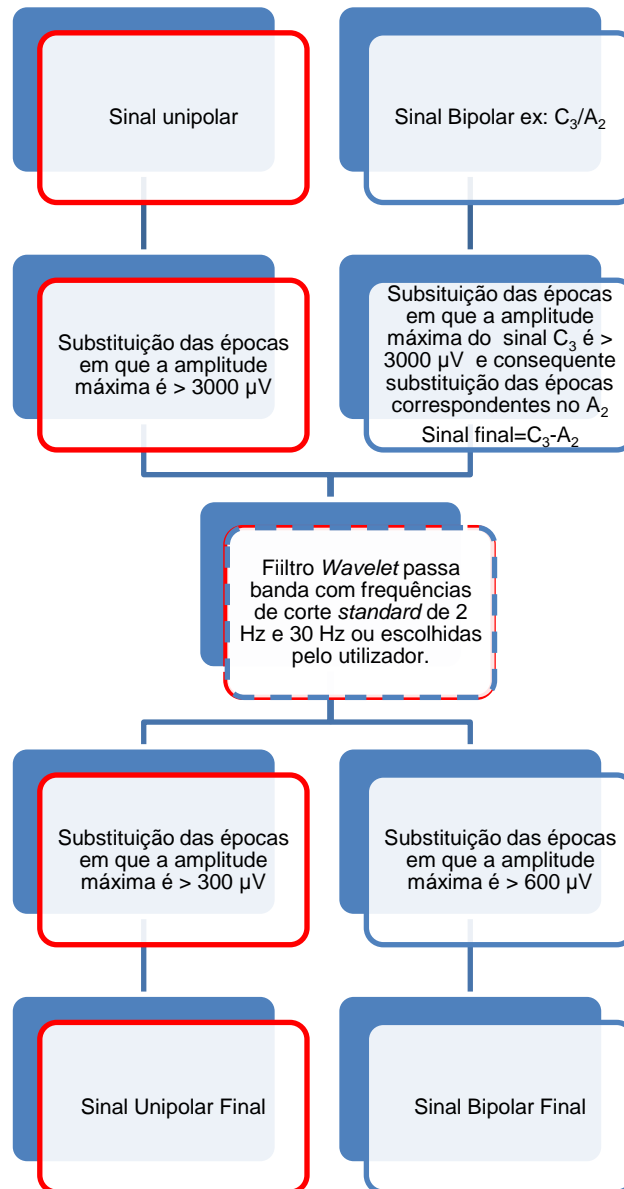 Sinal unipolar
Sinal Bipolar ex: C₃/A₂
Substituição das épocas
em que a amplitude
máxima é > 3000 µV
Subsituição das épocas
em que a amplitude
máxima do sinal C₃ é >
3000 µV e consequente
substituição das épocas
correspondentes no A₂
Sinal final=C₃-A₂
Fiiltro Wavelet passa
banda com frequências
de corte standard de 2
Hz e 30 Hz ou escolhidas
pelo utilizador.
Substituição das épocas
em que a amplitude
máxima é > 300 µV
Substituição das épocas
em que a amplitude
máxima é > 600 µV
Sinal Unipolar Final
Sinal Bipolar Final